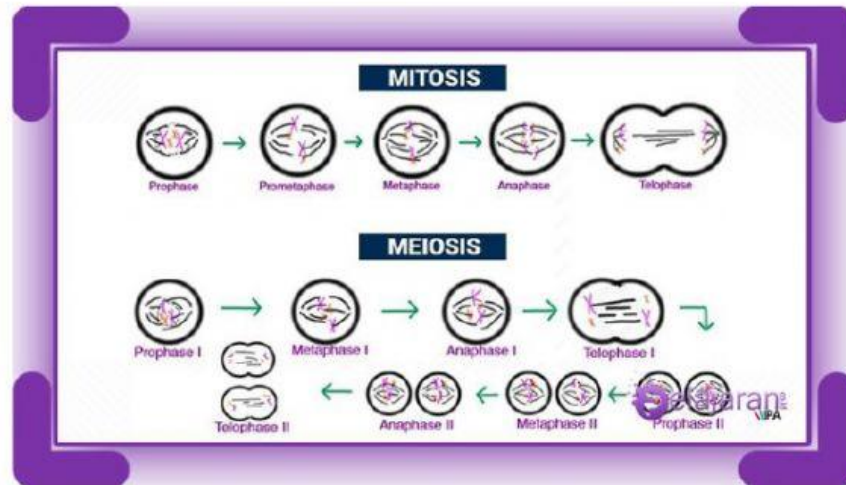 MITOSIS
Prophase
Prometaphase
Metaphase
Anaphase
Telophase
MEIOSIS
Prophase I
Metaphase I
Anaphase I
Telophase I
Telophase II
Anaphase II
Metaphase II
Prophase II